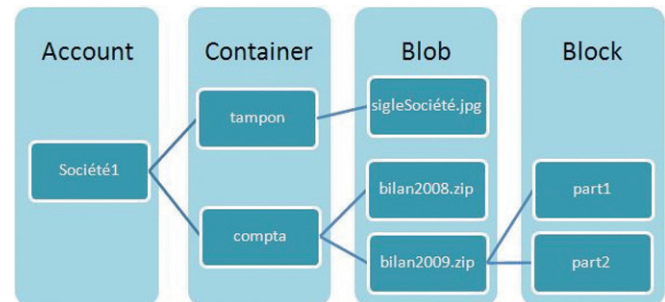 Account
Container
Blob
Block
Société1
tampon
compta
sigleSociété.jpg
bilan2008.zip
bilan2009.zip
part1
part2